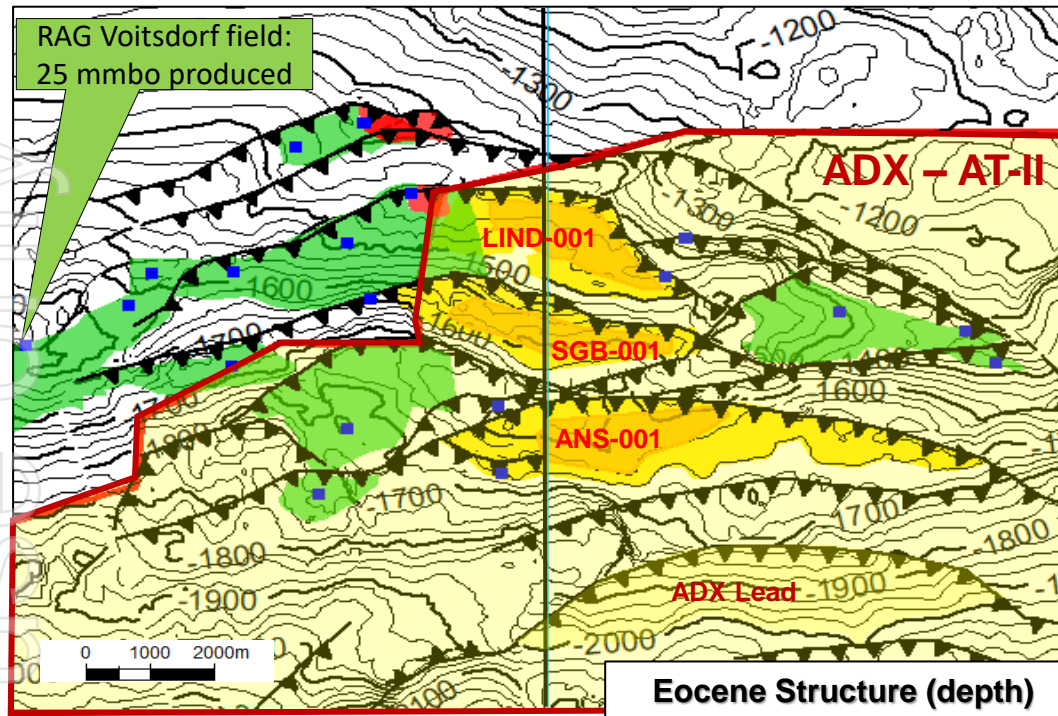 RAG Voitsdorf field:
25 mmbo produced
-1200
-1300
ADX – AT-II
-1300
-1200
LIND-001
1500
1600
1600
SGB-001
1700
1400
1600
1700
-1800
ANS-001
-1700
1700
-1800
-1800
-1900
ADX Lead
-1900
-2000
0 1000 2000m
100
Eocene Structure (depth)